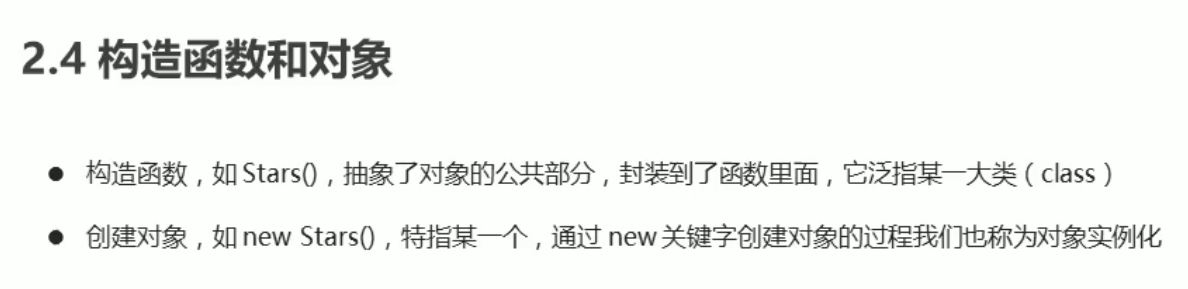 2.4 构造函数和对象
● 构造函数，如 Stars()，抽象了对象的公共部分，封装到了函数里面，它泛指某一大类（class）
● 创建对象，如 new Stars()，特指某一个，通过 new 关键字创建对象的过程我们也称为对象实例化